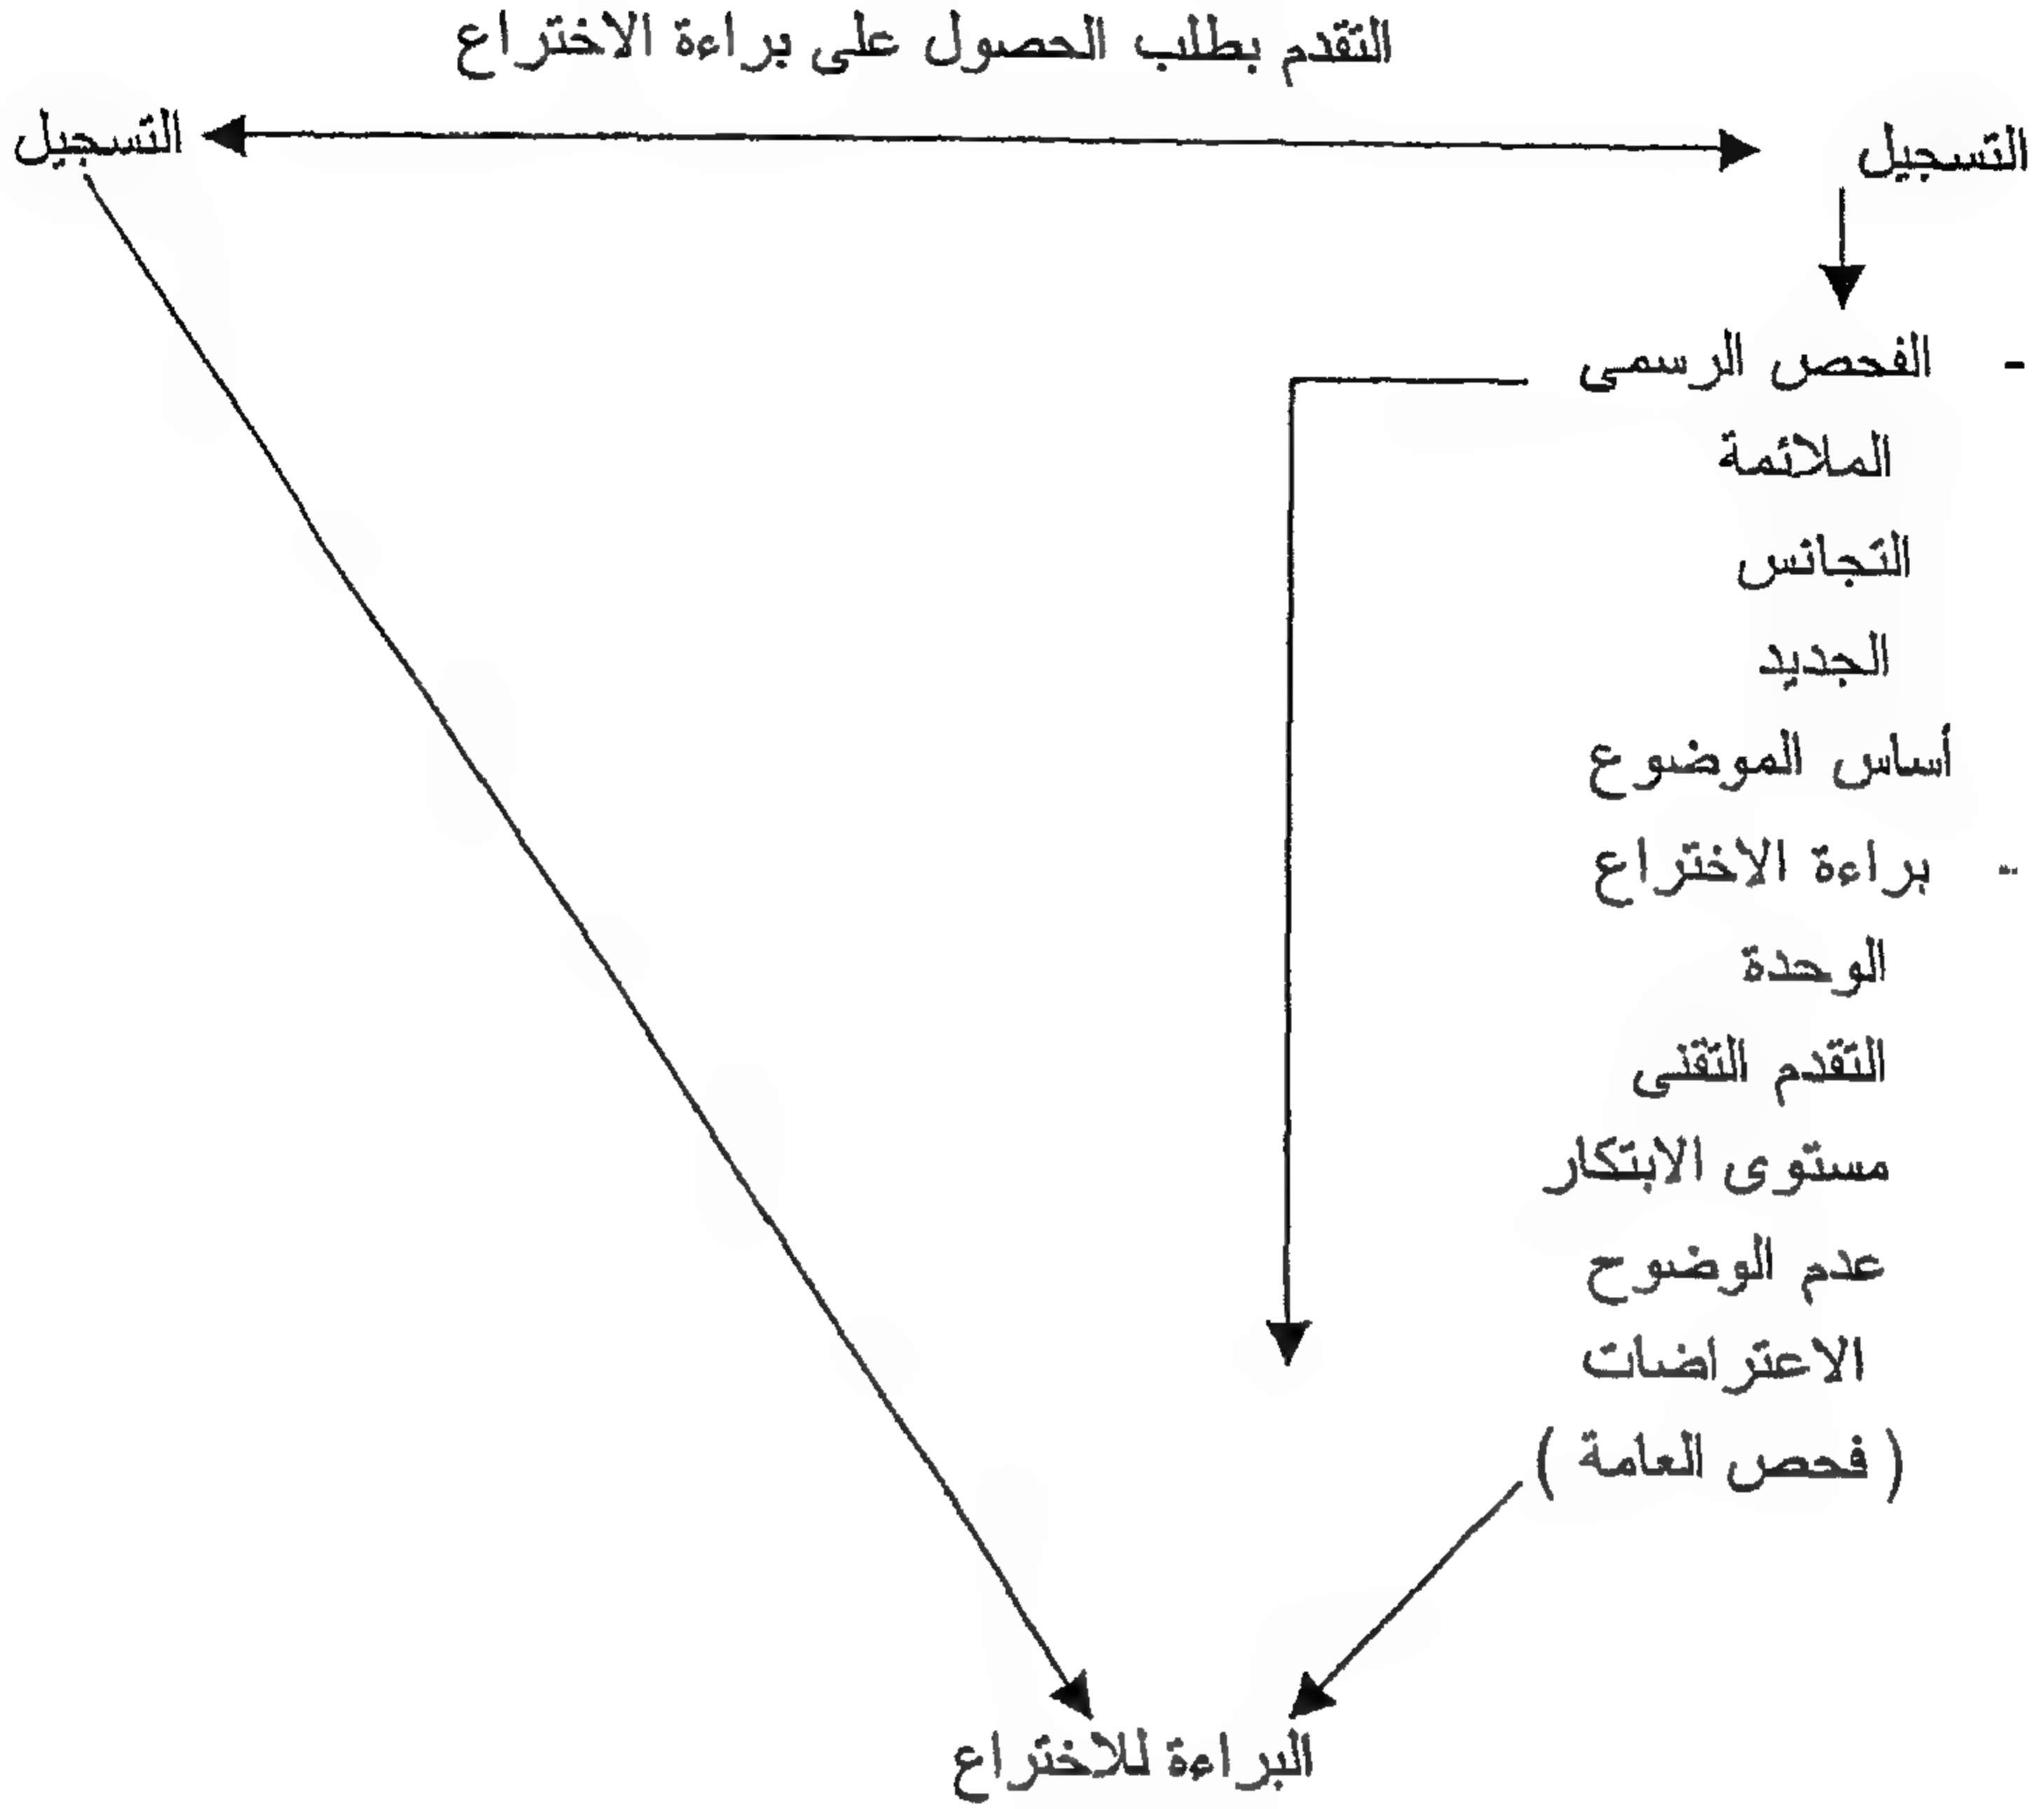 التقدم بطلب الحصول على براءة الاختراع
التسجيل
التسجيل
- الفحص الرسمى
الملائمة
التجانس
الجديد
أساس الموضوع
- براءة الاختراع
الوحدة
التقدم التقنى
مستوى الابتكار
عدم الوضوح
الاعتراضات
( فحص العامة )
البراءة للاختراع